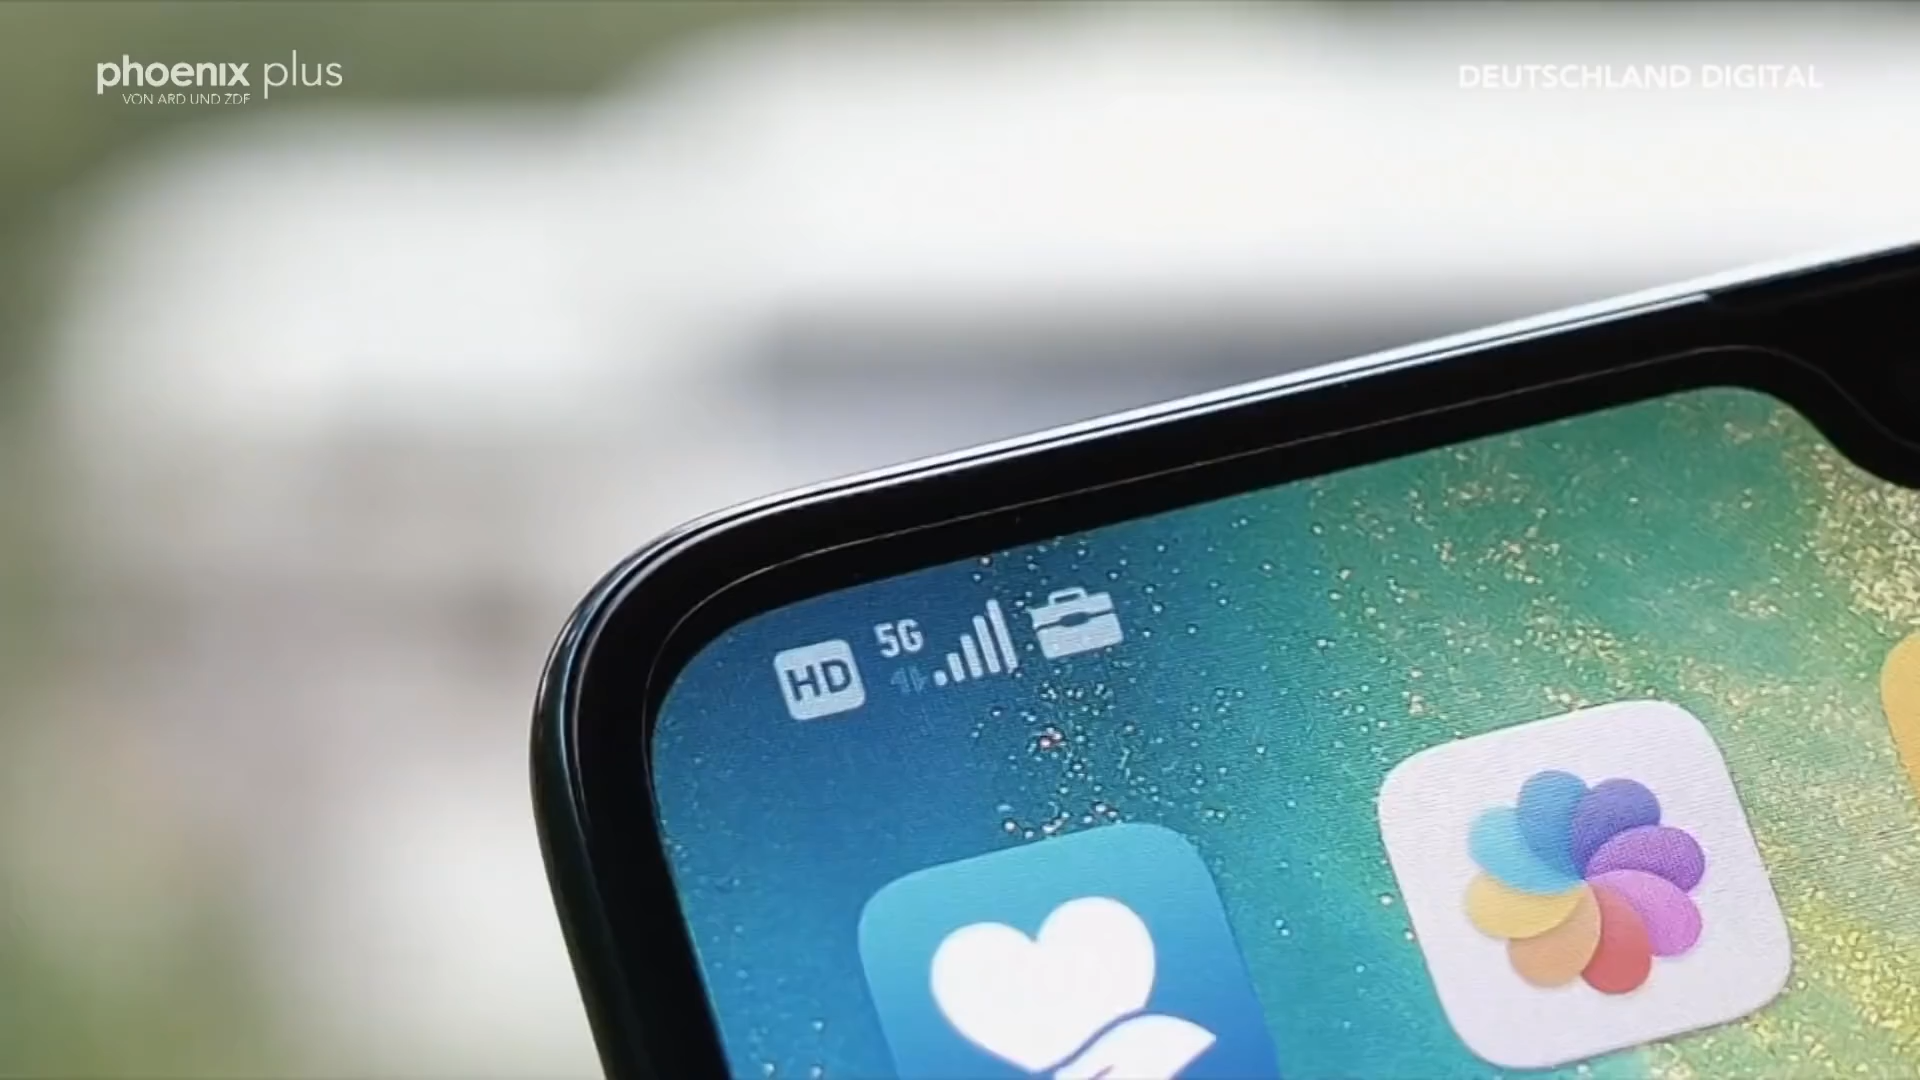 phoenix plus
VON ARD UND ZDF
DEUTSCHLAND DIGITAL
HD
5G